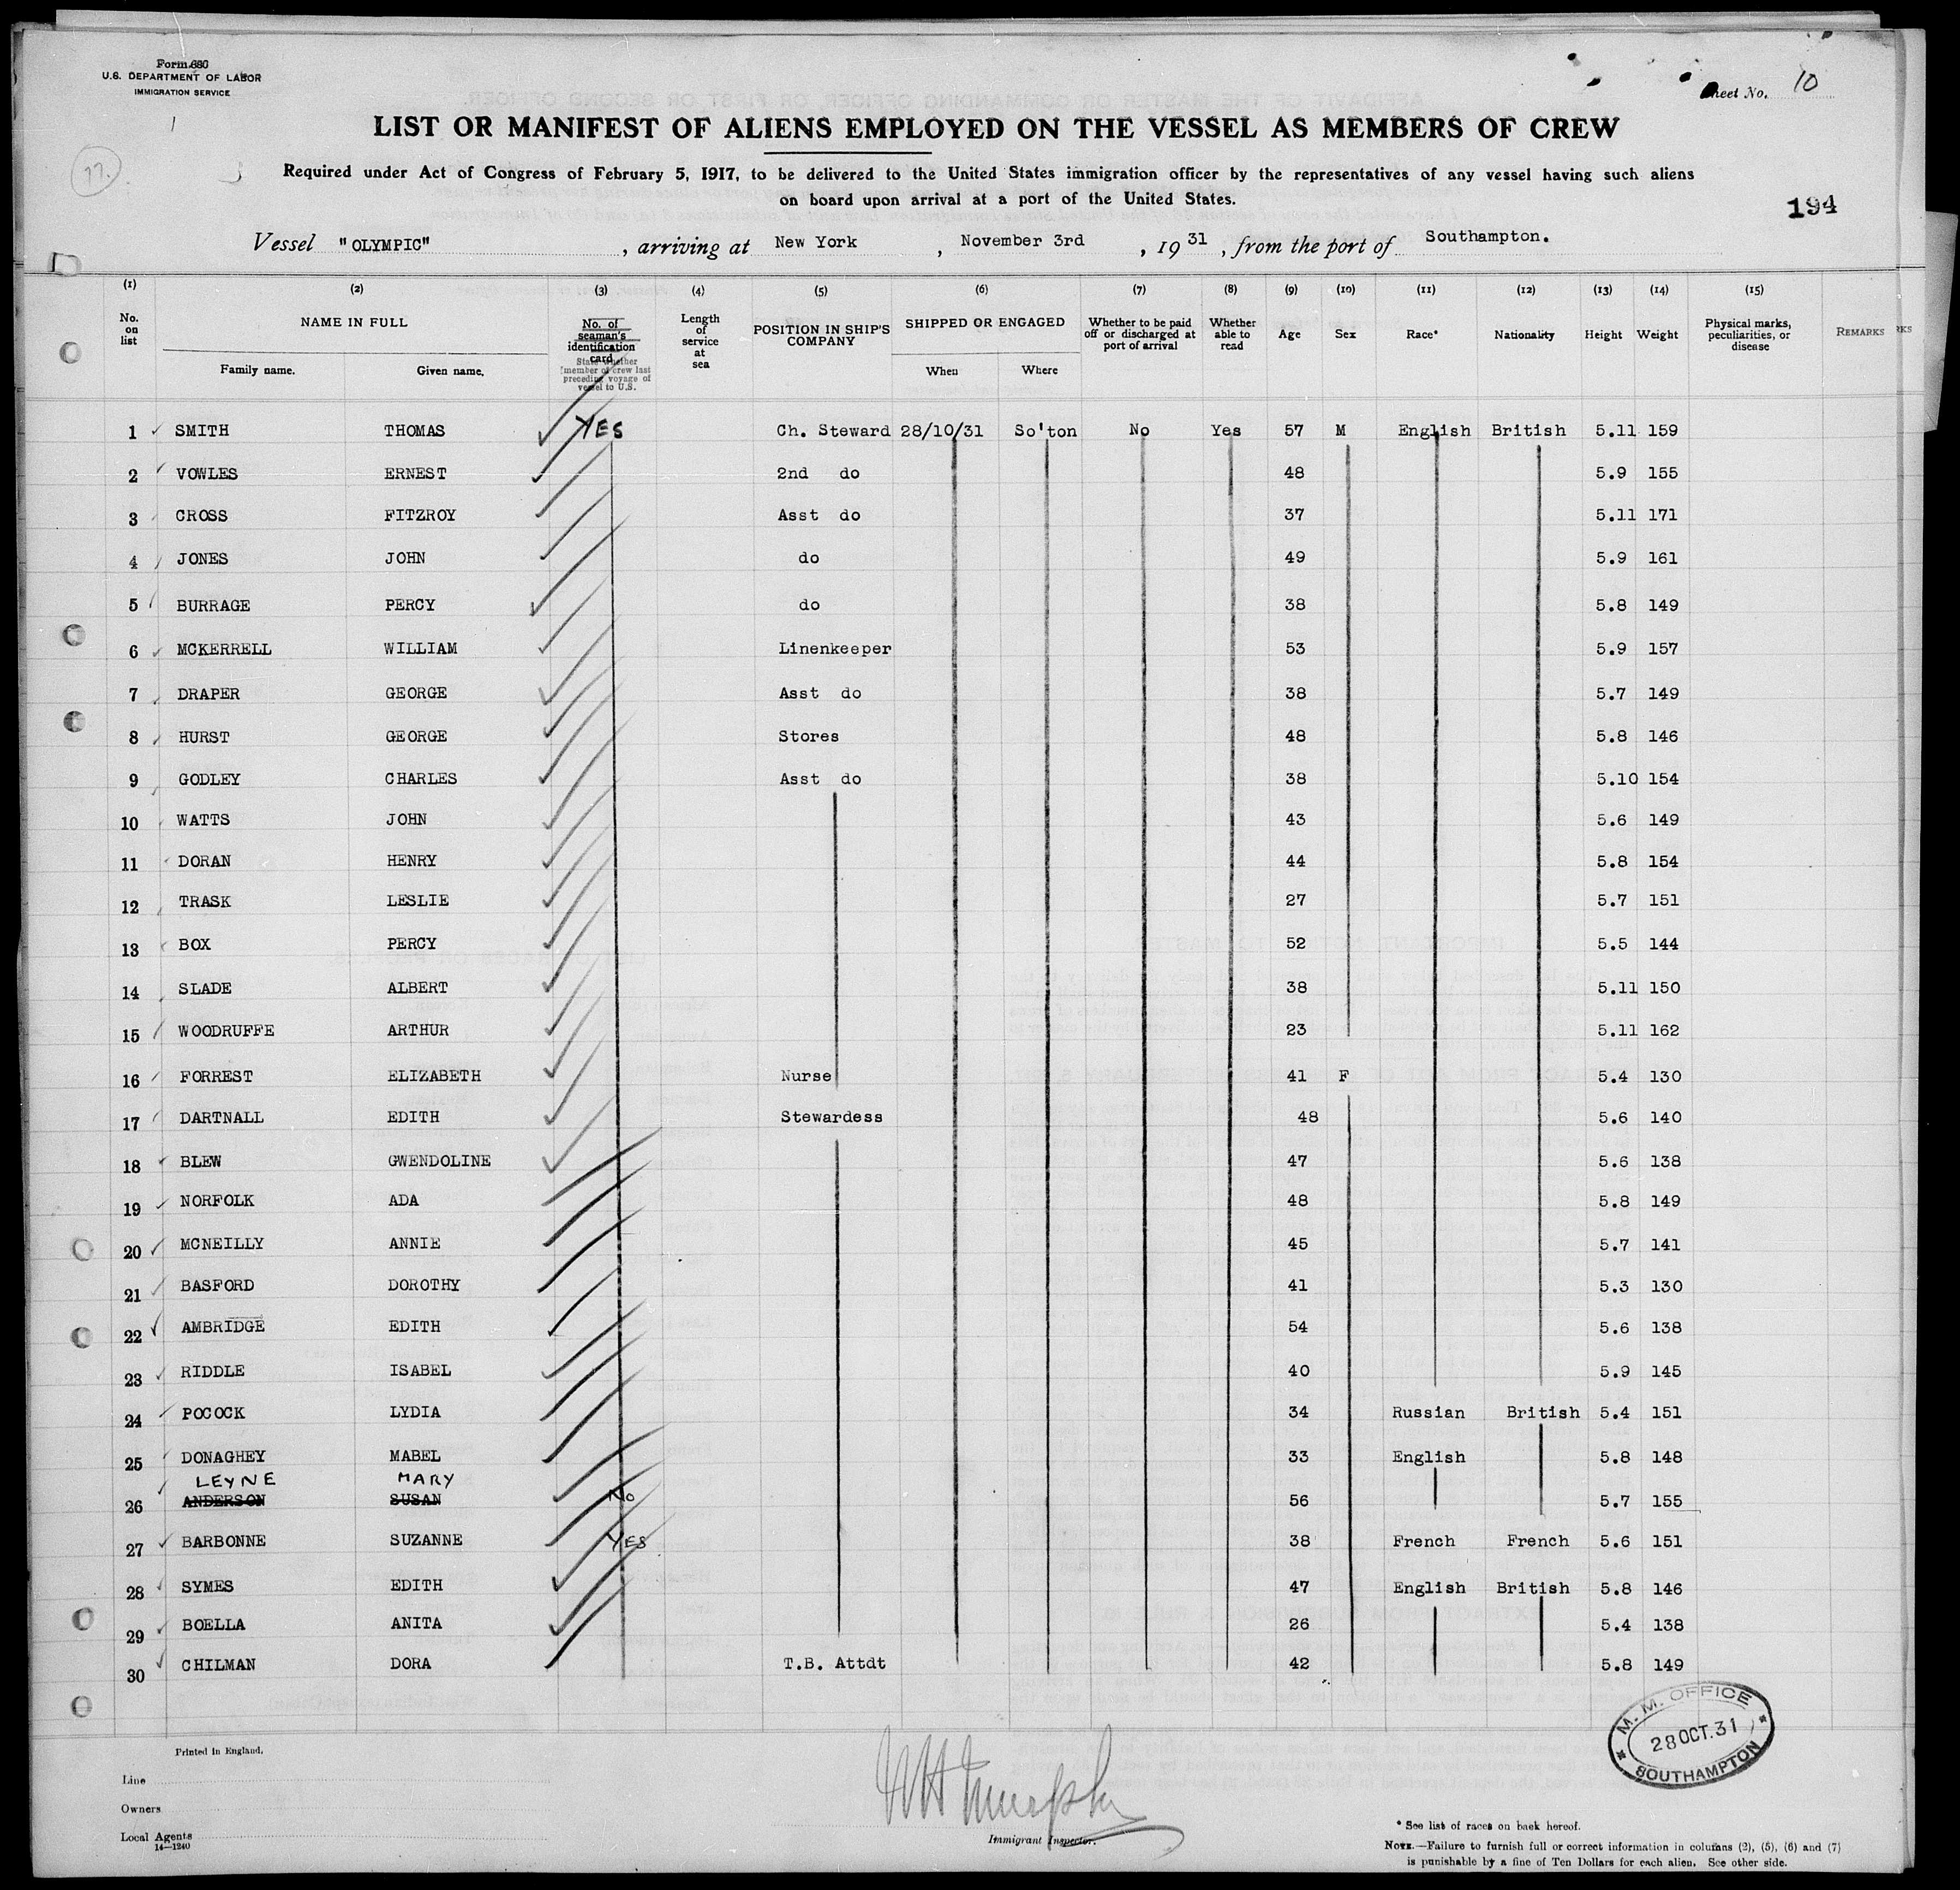 Form 680
U.S. DEPARTMENT OF LABOR
IMMIGRATION SERVICE
Sheet No. 10
LIST OR MANIFEST OF ALIENS EMPLOYED ON THE VESSEL AS MEMBERS OF CREW
77.
Required under Act of Congress of February 5, 1917, to be delivered to the United States immigration officer by the representatives of any vessel having such aliens
on board upon arrival at a port of the United States.
194
Vessel "OLYMPIC", arriving at New York, November 3rd, 1931, from the port of Southampton.
(1) (2) (3) (4) (5) (6) (7) (8) (9) (10) (11) (12) (13) (14) (15)
No. on list NAME IN FULL Family name. Given name. No. of seaman's identification card State whether member of crew last preceding voyage of vessel to U.S. Length of service at sea POSITION IN SHIP'S COMPANY SHIPPED OR ENGAGED When Where Whether to be paid off or discharged at port of arrival Whether able to read Age Sex Race* Nationality Height Weight Physical marks, peculiarities, or disease REMARKS RKS
1 SMITH THOMAS YES Ch. Steward 28/10/31 So'ton No Yes 57 M English British 5.11 159
2 VOWLES ERNEST 2nd do 48 5.9 155
3 CROSS FITZROY Asst do 37 5.11 171
4 JONES JOHN do 49 5.9 161
5 BURRAGE PERCY do 38 5.8 149
6 MCKERRELL WILLIAM Linenkeeper 53 5.9 157
7 DRAPER GEORGE Asst do 38 5.7 149
8 HURST GEORGE Stores 48 5.8 146
9 GODLEY CHARLES Asst do 38 5.10 154
10 WATTS JOHN 43 5.6 149
11 DORAN HENRY 44 5.8 154
12 TRASK LESLIE 27 5.7 151
13 BOX PERCY 52 5.5 144
14 SLADE ALBERT 38 5.11 150
15 WOODRUFFE ARTHUR 23 5.11 162
16 FORREST ELIZABETH Nurse 41 F 5.4 130
17 DARTNALL EDITH Stewardess 48 5.6 140
18 BLEW GWENDOLINE 47 5.6 138
19 NORFOLK ADA 48 5.8 149
20 MCNEILLY ANNIE 45 5.7 141
21 BASFORD DOROTHY 41 5.3 130
22 AMBRIDGE EDITH 54 5.6 138
23 RIDDLE ISABEL 40 5.9 145
24 POCOCK LYDIA 34 Russian British 5.4 151
25 DONAGHEY MABEL 33 English 5.8 148
LEYNE MARY
26 ANDERSON SUSAN No 56 5.7 155
27 BARBONNE SUZANNE YES 38 French French 5.6 151
28 SYMES EDITH 47 English British 5.8 146
29 BOELLA ANITA 26 5.4 138
30 CHILMAN DORA T.B. Attdt 42 5.8 149
M. M. OFFICE
28 OCT. 31
SOUTHAMPTON
Printed in England.
Line
Owners
Local Agents
14—1240
W H Murphy
Immigrant Inspector.
* See list of races on back hereof.
NOTE.—Failure to furnish full or correct information in columns (2), (5), (6) and (7)
is punishable by a fine of Ten Dollars for each alien. See other side.